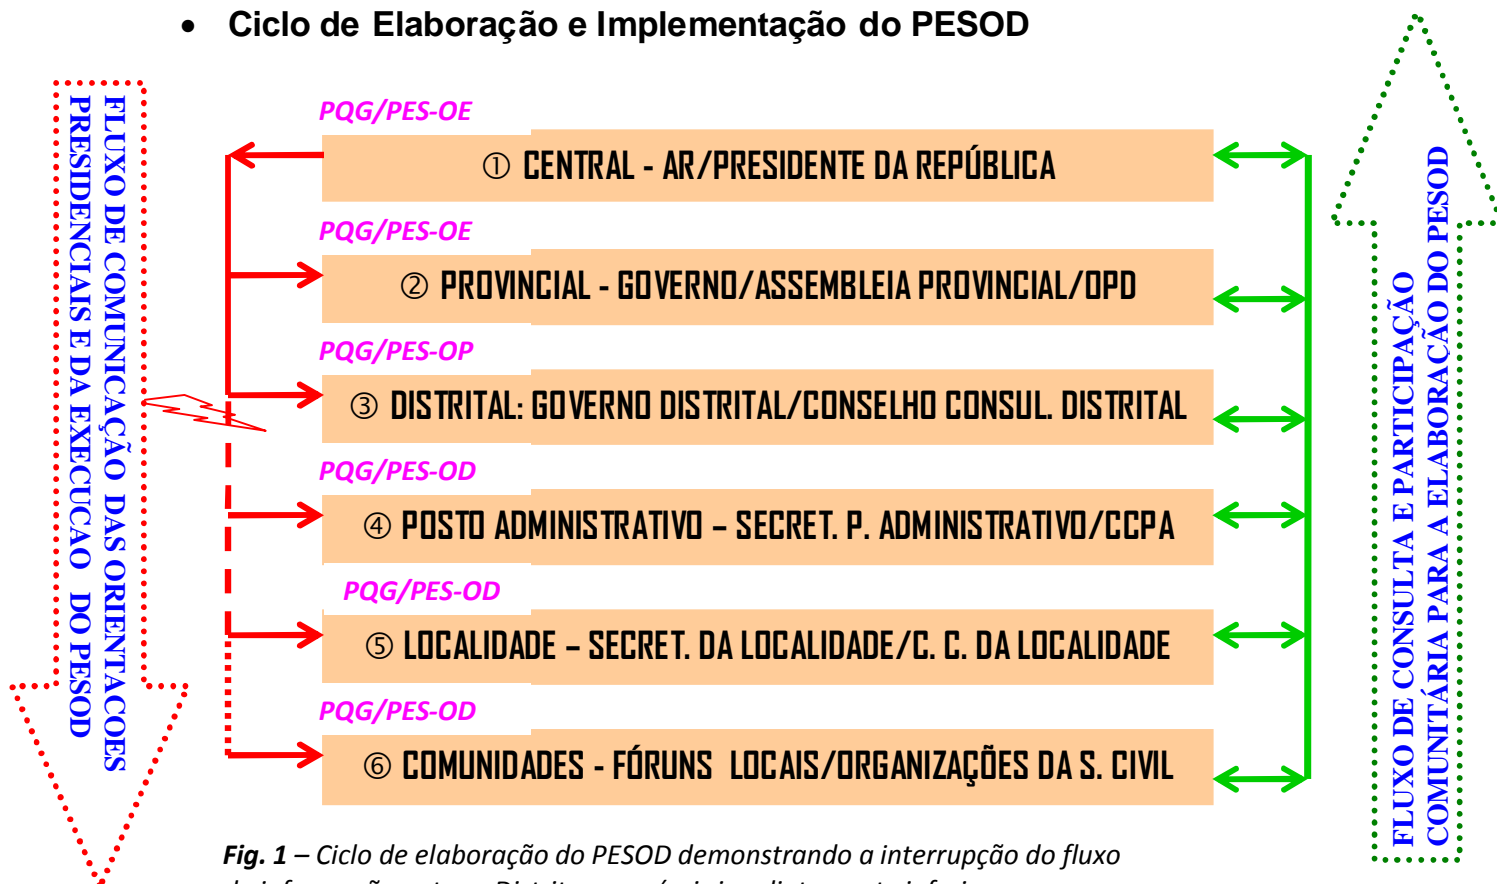 • Ciclo de Elaboração e Implementação do PESOD
FLUXO DE COMUNICAÇÃO DAS ORIENTACOES
PRESIDENCIAIS E DA EXECUCAO DO PESOD
PQG/PES-OE
① CENTRAL - AR/PRESIDENTE DA REPÚBLICA
PQG/PES-OE
② PROVINCIAL - GOVERNO/ASSEMBLEIA PROVINCIAL/OPD
PQG/PES-OP
③ DISTRITAL: GOVERNO DISTRITAL/CONSELHO CONSUL. DISTRITAL
PQG/PES-OD
④ POSTO ADMINISTRATIVO – SECRET. P. ADMINISTRATIVO/CCPA
PQG/PES-OD
⑤ LOCALIDADE – SECRET. DA LOCALIDADE/C. C. DA LOCALIDADE
PQG/PES-OD
⑥ COMUNIDADES - FÓRUNS LOCAIS/ORGANIZAÇÕES DA S. CIVIL
FLUXO DE CONSULTA E PARTICIPAÇÃO
COMUNITÁRIA PARA A ELABORAÇÃO DO PESOD
Fig. 1 – Ciclo de elaboração do PESOD demonstrando a interrupção do fluxo